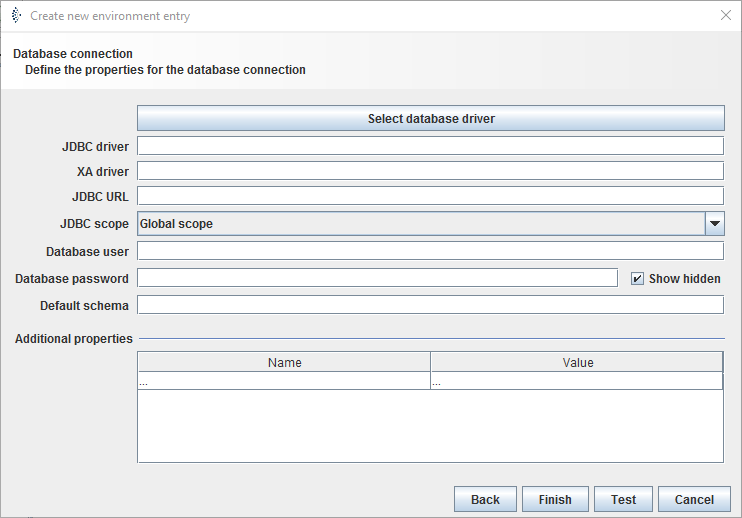 Create new environment entry
Database connection
Define the properties for the database connection
Select database driver
JDBC driver
XA driver
JDBC URL
JDBC scope Global scope
Database user
Database password Show hidden
Default schema
Additional properties
Name Value
... ...
Back Finish Test Cancel